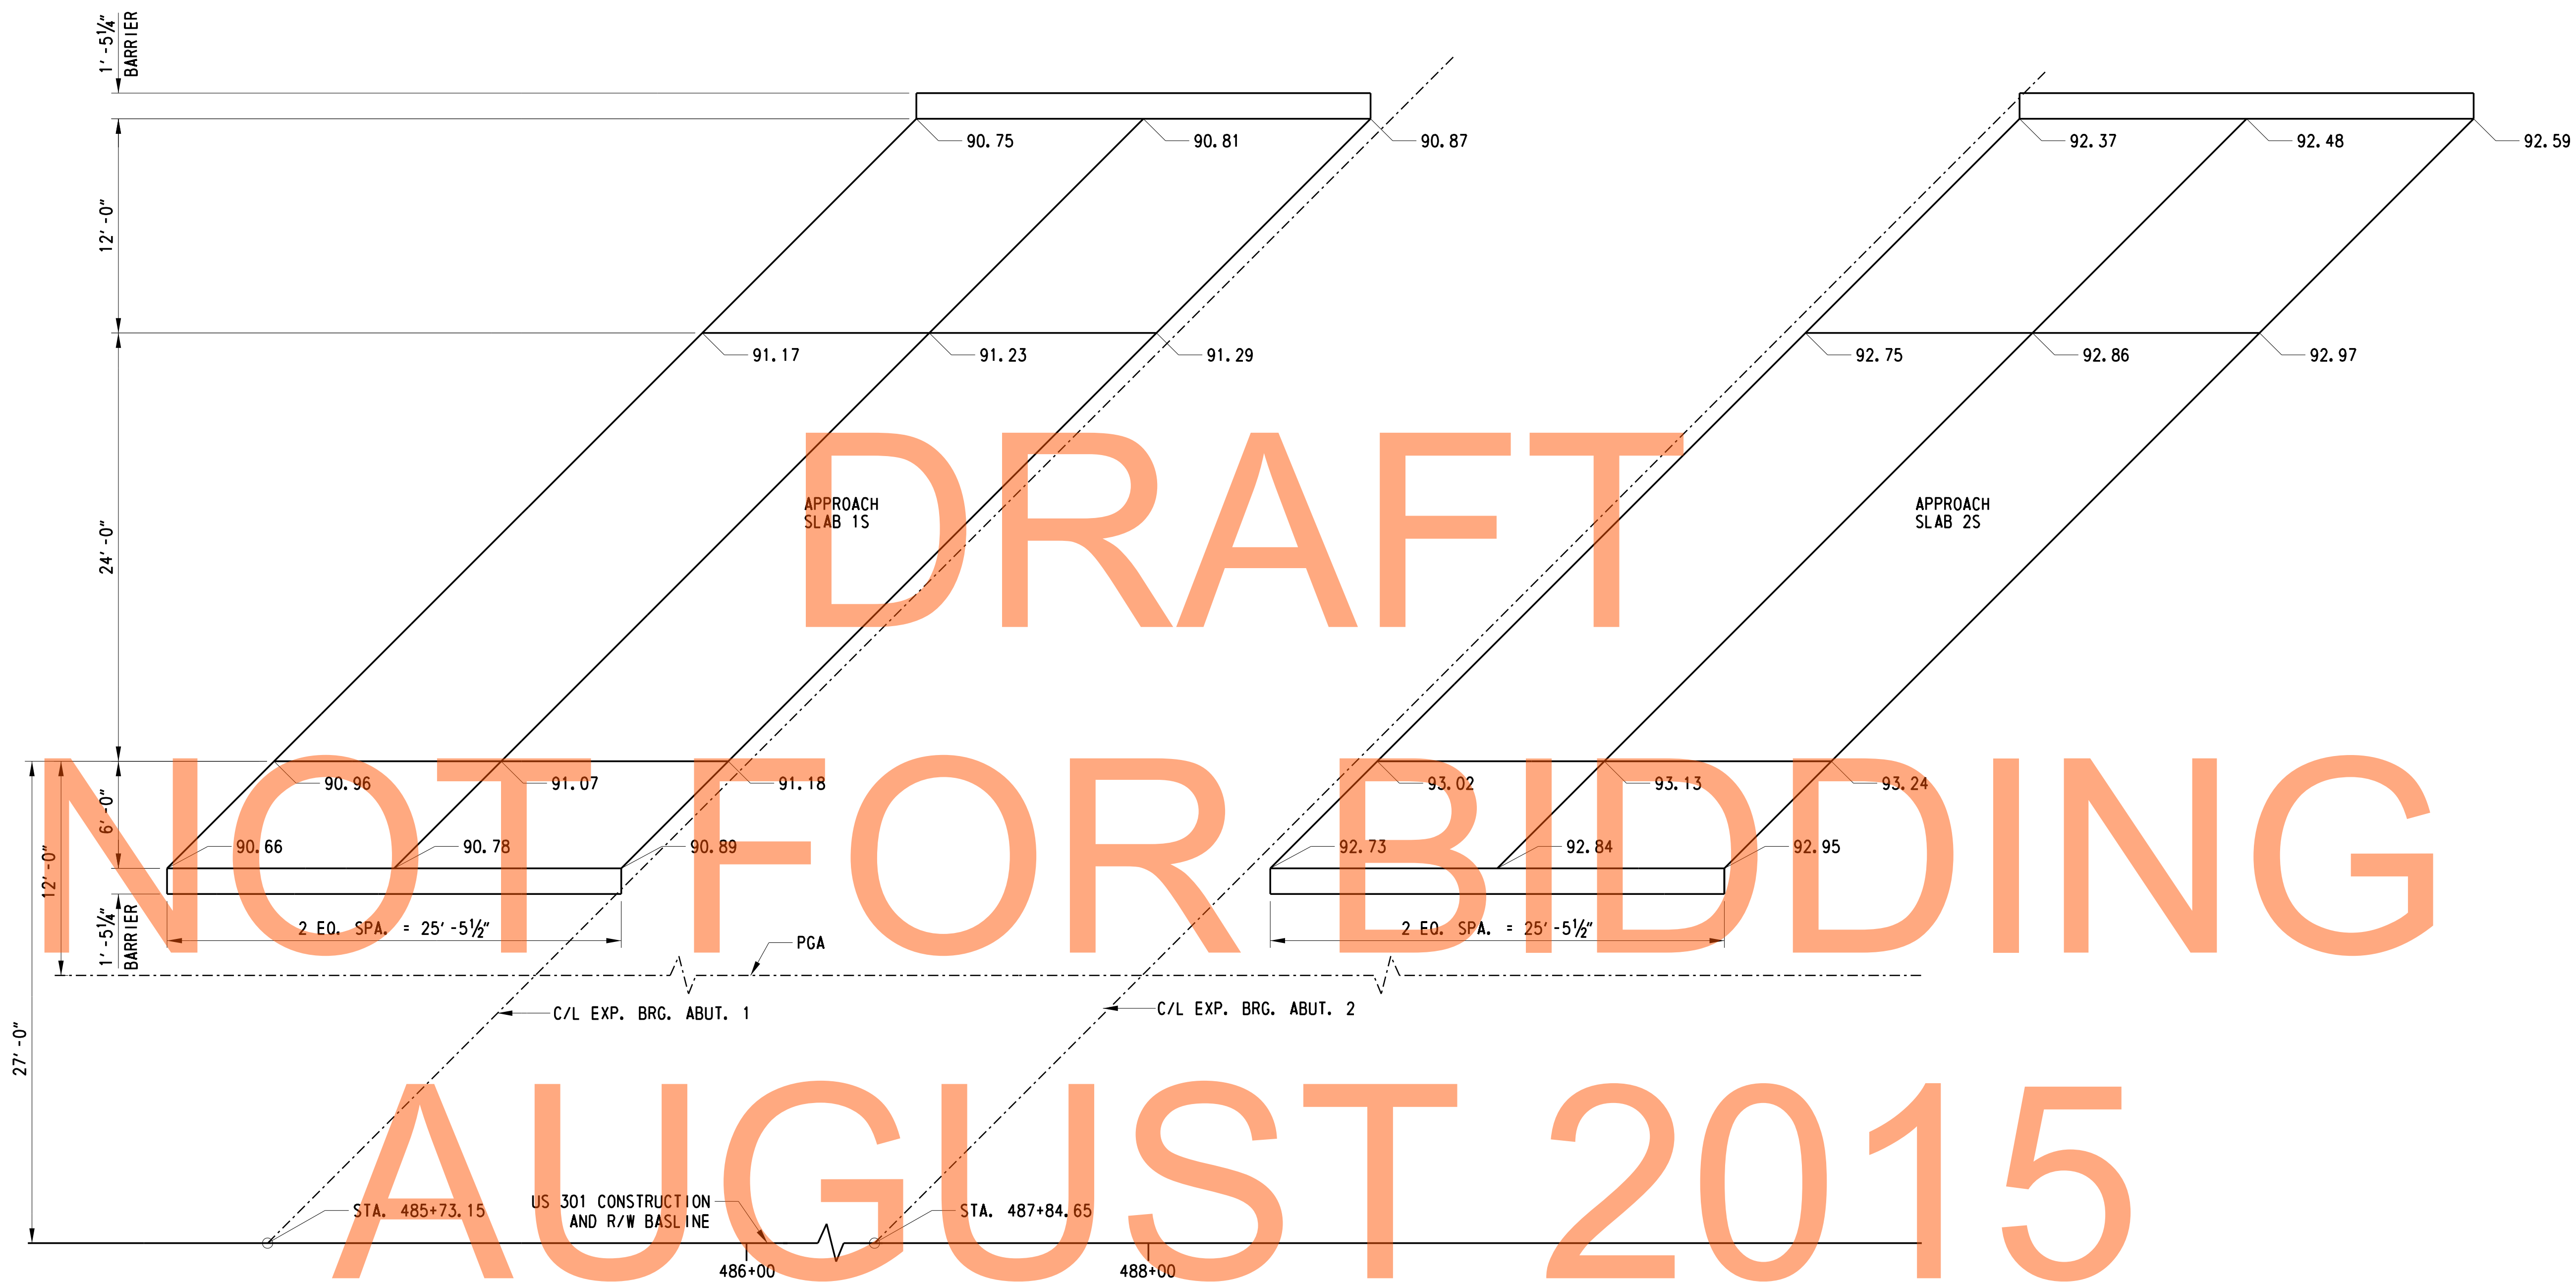 1'-5¼"
BARRIER
90.75
90.81
90.87
92.37
92.48
92.59
12'-0"
91.17
91.23
91.29
92.75
92.86
92.97
24'-0"
APPROACH
SLAB 1S
APPROACH
SLAB 2S
DRAFT
90.96
91.07
91.18
93.02
93.13
93.24
6'-0"
12'-0"
90.66
90.78
90.89
92.73
92.84
92.95
NOT FOR BIDDING
1'-5¼"
BARRIER
2 EQ. SPA. = 25'-5½"
2 EQ. SPA. = 25'-5½"
PGA
C/L EXP. BRG. ABUT. 1
C/L EXP. BRG. ABUT. 2
27'-0"
AUGUST 2015
STA. 485+73.15
US 301 CONSTRUCTION
AND R/W BASLINE
STA. 487+84.65
486+00
488+00